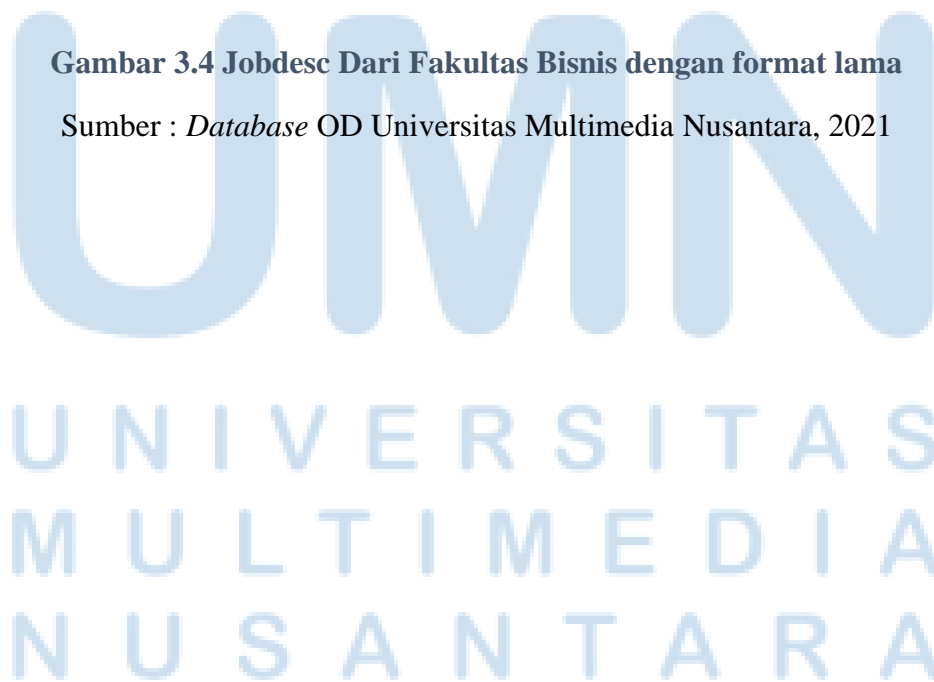 Gambar 3.4 Jobdesc Dari Fakultas Bisnis dengan format lama
Sumber : Database OD Universitas Multimedia Nusantara, 2021
UMN
UNIVERSITAS
MULTIMEDIA
NUSANTARA